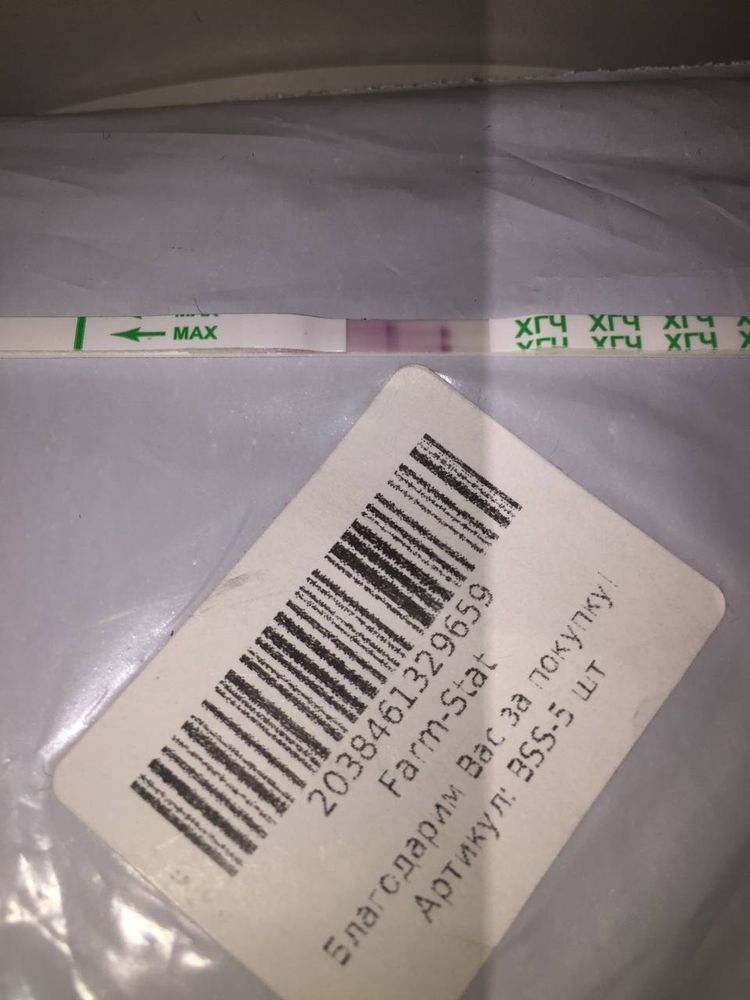 MAX
ХГЧ ХГЧ ХГЧ
ХГЧ ХГЧ ХГЧ
2038461329659
Farm-Stat
Благодарим Вас за покупку!
Артикул: BSS-5 шт